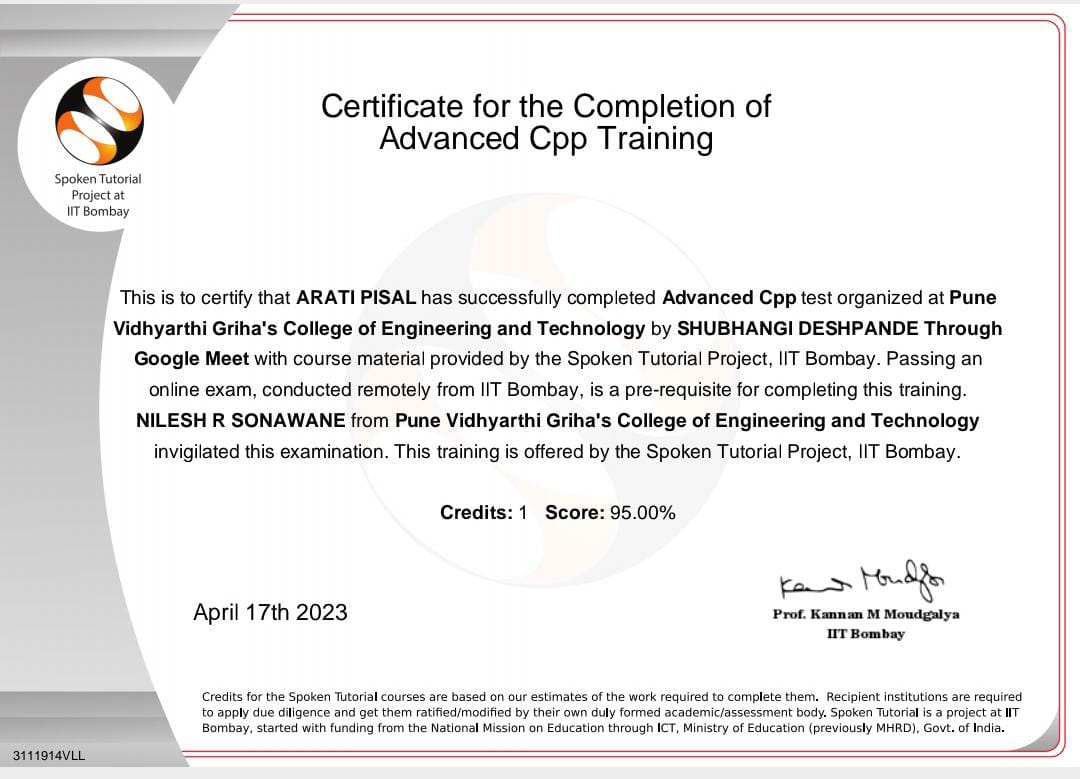 Certificate for the Completion of
Advanced Cpp Training
Spoken Tutorial
Project at
IIT Bombay
This is to certify that ARATI PISAL has successfully completed Advanced Cpp test organized at Pune
Vidhyarthi Griha's College of Engineering and Technology by SHUBHANGI DESHPANDE Through
Google Meet with course material provided by the Spoken Tutorial Project, IIT Bombay. Passing an
online exam, conducted remotely from IIT Bombay, is a pre-requisite for completing this training.
NILESH R SONAWANE from Pune Vidhyarthi Griha's College of Engineering and Technology
invigilated this examination. This training is offered by the Spoken Tutorial Project, IIT Bombay.
Credits: 1 Score: 95.00%
April 17th 2023
Prof. Kannan M Moudgalya
IIT Bombay
Credits for the Spoken Tutorial courses are based on our estimates of the work required to complete them. Recipient institutions are required
to apply due diligence and get them ratified/modified by their own duly formed academic/assessment body. Spoken Tutorial is a project at IIT
Bombay, started with funding from the National Mission on Education through ICT, Ministry of Education (previously MHRD), Govt. of India.
3111914VLL